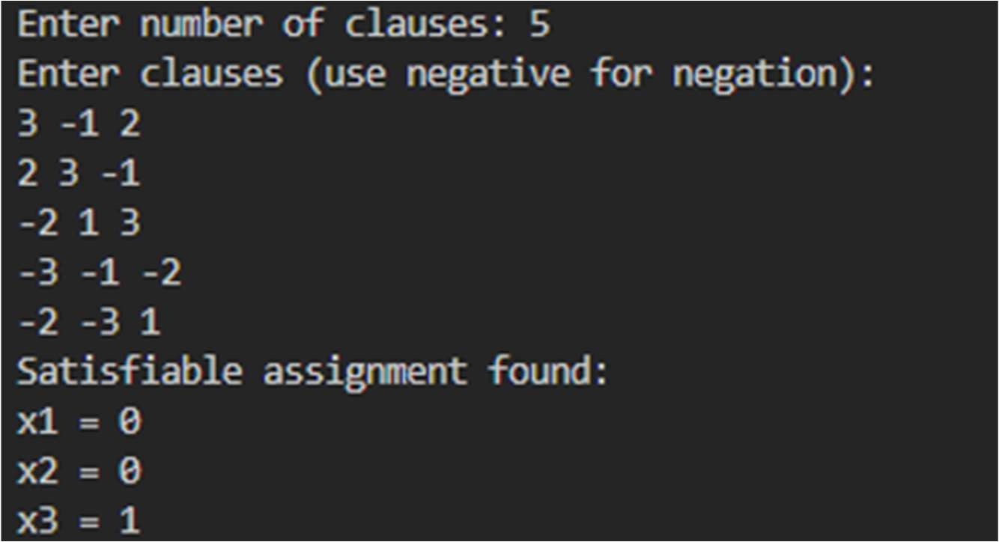 Enter number of clauses: 5
Enter clauses (use negative for negation):
3 -1 2
2 3 -1
-2 1 3
-3 -1 -2
-2 -3 1
Satisfiable assignment found:
x1 = 0
x2 = 0
x3 = 1